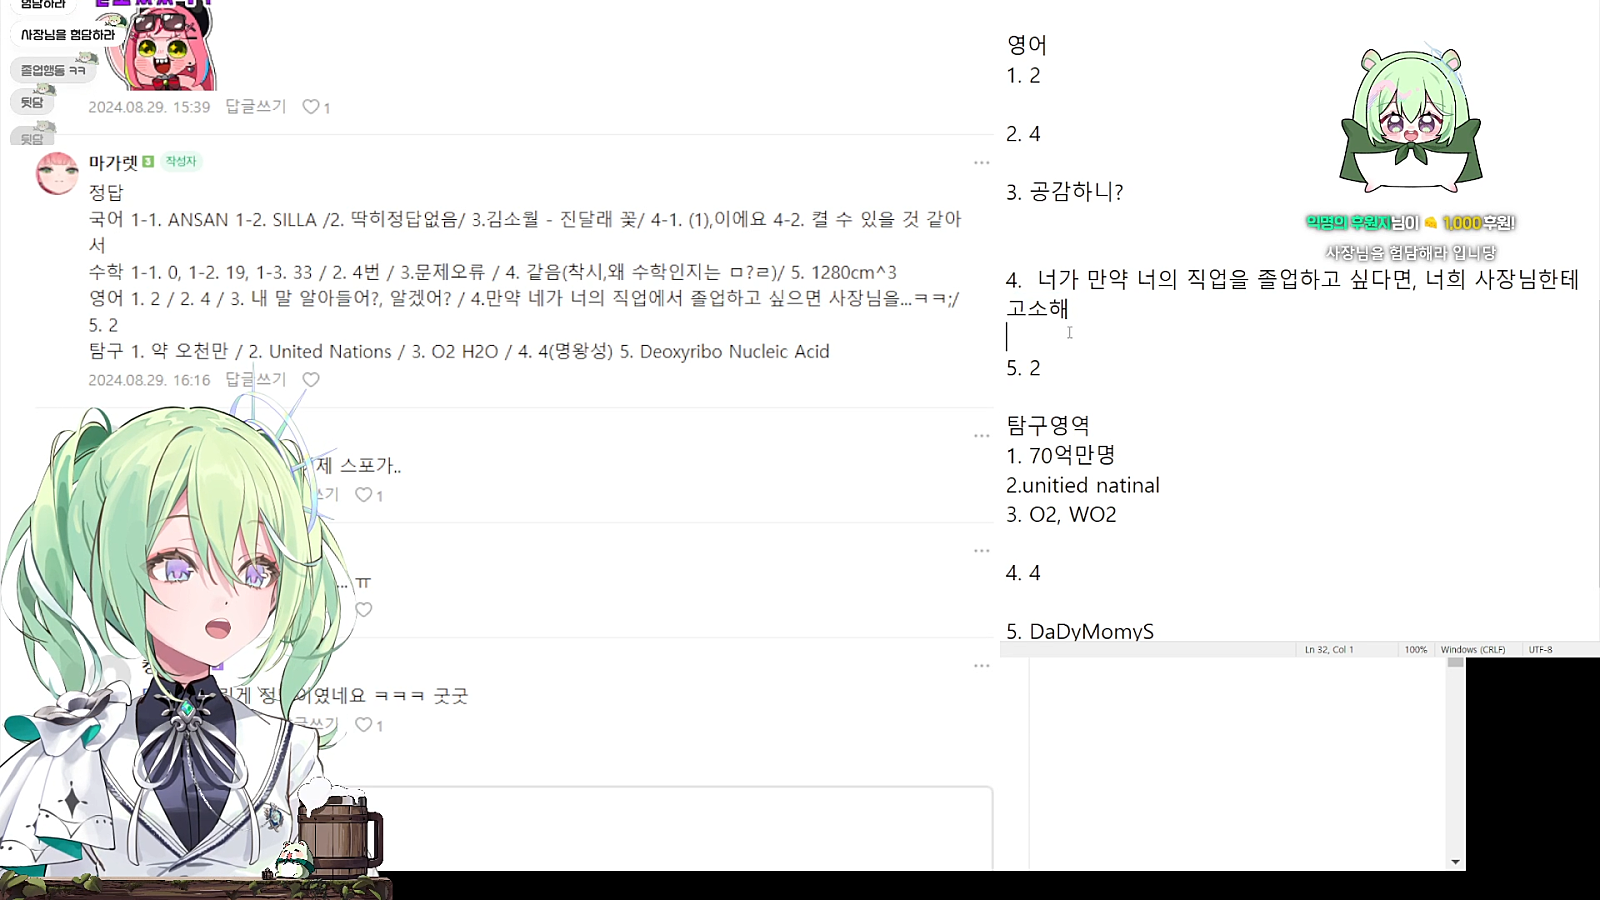 험담하라
사장님을 험담하라
졸업행동 ㅋㅋ
뒷담
뒷담
2024.08.29. 15:39 답글쓰기 1
마가렛 3 작성자
정답
국어 1-1. ANSAN 1-2. SILLA /2. 딱히정답없음/ 3.김소월 - 진달래 꽃/ 4-1. (1),이에요 4-2. 켤 수 있을 것 같아
서
수학 1-1. 0, 1-2. 19, 1-3. 33 / 2. 4번 / 3.문제오류 / 4. 같음(착시,왜 수학인지는 ㅁ?ㄹ)/ 5. 1280cm^3
영어 1. 2 / 2. 4 / 3. 내 말 알아들어?, 알겠어? / 4.만약 네가 너의 직업에서 졸업하고 싶으면 사장님을...ㅋㅋ;/
5. 2
탐구 1. 약 오천만 / 2. United Nations / 3. O2 H2O / 4. 4(명왕성) 5. Deoxyribo Nucleic Acid
2024.08.29. 16:16 답글쓰기
제 스포가..
쓰기 1
... ㅠ
이였네요 ㅋㅋㅋ 굿굿
글쓰기 1
영어
1. 2
2. 4
3. 공감하니?
4. 너가 만약 너의 직업을 졸업하고 싶다면, 너희 사장님한테
고소해
5. 2
탐구영역
1. 70억만명
2.unitied natinal
3. O2, WO2
4. 4
5. DaDyMomyS
Ln 32, Col 1 100% Windows (CRLF) UTF-8
익명의 후원자님이 1,000후원!
사장님을 험담해라 입니당